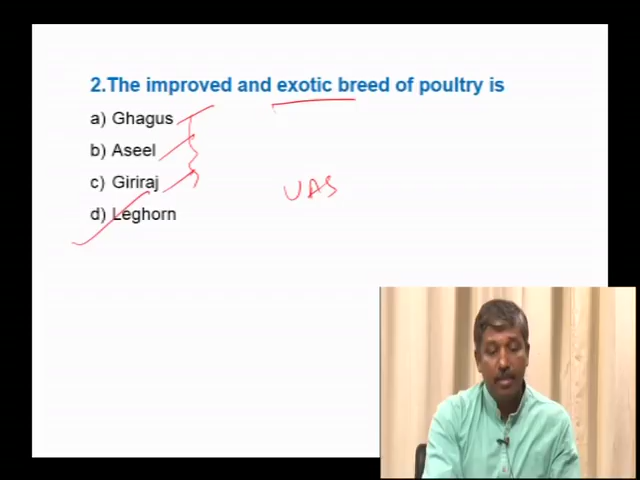 2.The improved and exotic breed of poultry is
a) Ghagus
b) Aseel
c) Giriraj
UAS
d) Leghorn